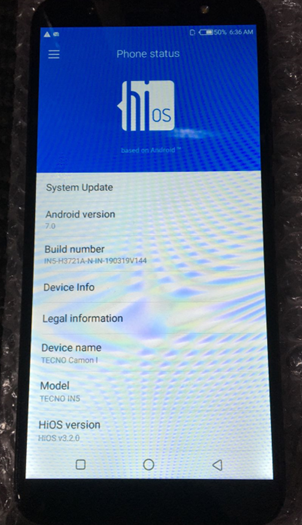 50% 6:36 AM
Phone status
hi OS
based on Android™
System Update
Android version
7.0
Build number
IN5-H3721A-N-IN-190319V144
Device Info
Legal information
Device name
TECNO Camon I
Model
TECNO IN5
HiOS version
HiOS v3.2.0